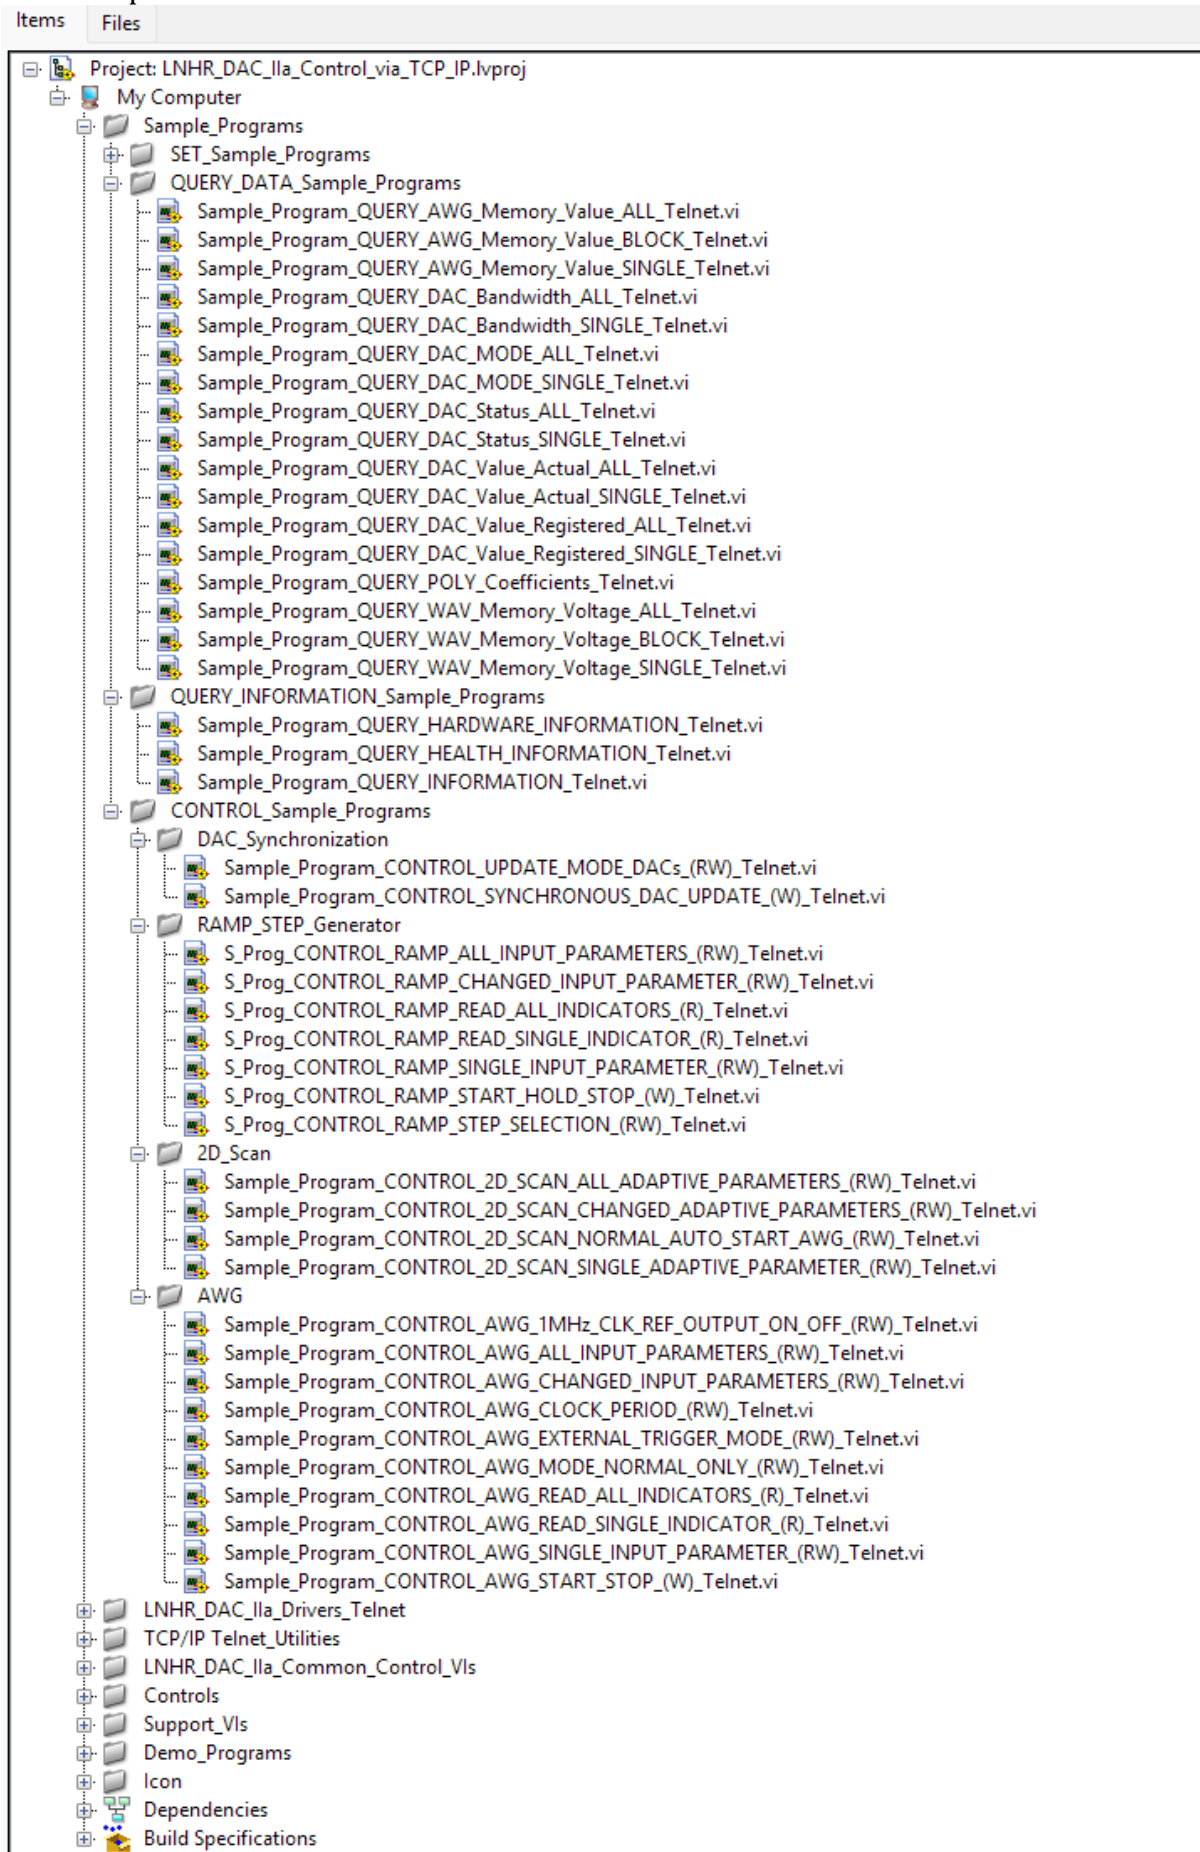 Items Files
Project: LNHR_DAC_IIa_Control_via_TCP_IP.lvproj
My Computer
Sample_Programs
SET_Sample_Programs
QUERY_DATA_Sample_Programs
Sample_Program_QUERY_AWG_Memory_Value_ALL_Telnet.vi
Sample_Program_QUERY_AWG_Memory_Value_BLOCK_Telnet.vi
Sample_Program_QUERY_AWG_Memory_Value_SINGLE_Telnet.vi
Sample_Program_QUERY_DAC_Bandwidth_ALL_Telnet.vi
Sample_Program_QUERY_DAC_Bandwidth_SINGLE_Telnet.vi
Sample_Program_QUERY_DAC_MODE_ALL_Telnet.vi
Sample_Program_QUERY_DAC_MODE_SINGLE_Telnet.vi
Sample_Program_QUERY_DAC_Status_ALL_Telnet.vi
Sample_Program_QUERY_DAC_Status_SINGLE_Telnet.vi
Sample_Program_QUERY_DAC_Value_Actual_ALL_Telnet.vi
Sample_Program_QUERY_DAC_Value_Actual_SINGLE_Telnet.vi
Sample_Program_QUERY_DAC_Value_Registered_ALL_Telnet.vi
Sample_Program_QUERY_DAC_Value_Registered_SINGLE_Telnet.vi
Sample_Program_QUERY_POLY_Coefficients_Telnet.vi
Sample_Program_QUERY_WAV_Memory_Voltage_ALL_Telnet.vi
Sample_Program_QUERY_WAV_Memory_Voltage_BLOCK_Telnet.vi
Sample_Program_QUERY_WAV_Memory_Voltage_SINGLE_Telnet.vi
QUERY_INFORMATION_Sample_Programs
Sample_Program_QUERY_HARDWARE_INFORMATION_Telnet.vi
Sample_Program_QUERY_HEALTH_INFORMATION_Telnet.vi
Sample_Program_QUERY_INFORMATION_Telnet.vi
CONTROL_Sample_Programs
DAC_Synchronization
Sample_Program_CONTROL_UPDATE_MODE_DACs_(RW)_Telnet.vi
Sample_Program_CONTROL_SYNCHRONOUS_DAC_UPDATE_(W)_Telnet.vi
RAMP_STEP_Generator
S_Prog_CONTROL_RAMP_ALL_INPUT_PARAMETERS_(RW)_Telnet.vi
S_Prog_CONTROL_RAMP_CHANGED_INPUT_PARAMETER_(RW)_Telnet.vi
S_Prog_CONTROL_RAMP_READ_ALL_INDICATORS_(R)_Telnet.vi
S_Prog_CONTROL_RAMP_READ_SINGLE_INDICATOR_(R)_Telnet.vi
S_Prog_CONTROL_RAMP_SINGLE_INPUT_PARAMETER_(RW)_Telnet.vi
S_Prog_CONTROL_RAMP_START_HOLD_STOP_(W)_Telnet.vi
S_Prog_CONTROL_RAMP_STEP_SELECTION_(RW)_Telnet.vi
2D_Scan
Sample_Program_CONTROL_2D_SCAN_ALL_ADAPTIVE_PARAMETERS_(RW)_Telnet.vi
Sample_Program_CONTROL_2D_SCAN_CHANGED_ADAPTIVE_PARAMETERS_(RW)_Telnet.vi
Sample_Program_CONTROL_2D_SCAN_NORMAL_AUTO_START_AWG_(RW)_Telnet.vi
Sample_Program_CONTROL_2D_SCAN_SINGLE_ADAPTIVE_PARAMETER_(RW)_Telnet.vi
AWG
Sample_Program_CONTROL_AWG_1MHz_CLK_REF_OUTPUT_ON_OFF_(RW)_Telnet.vi
Sample_Program_CONTROL_AWG_ALL_INPUT_PARAMETERS_(RW)_Telnet.vi
Sample_Program_CONTROL_AWG_CHANGED_INPUT_PARAMETERS_(RW)_Telnet.vi
Sample_Program_CONTROL_AWG_CLOCK_PERIOD_(RW)_Telnet.vi
Sample_Program_CONTROL_AWG_EXTERNAL_TRIGGER_MODE_(RW)_Telnet.vi
Sample_Program_CONTROL_AWG_MODE_NORMAL_ONLY_(RW)_Telnet.vi
Sample_Program_CONTROL_AWG_READ_ALL_INDICATORS_(R)_Telnet.vi
Sample_Program_CONTROL_AWG_READ_SINGLE_INDICATOR_(R)_Telnet.vi
Sample_Program_CONTROL_AWG_SINGLE_INPUT_PARAMETER_(RW)_Telnet.vi
Sample_Program_CONTROL_AWG_START_STOP_(W)_Telnet.vi
LNHR_DAC_IIa_Drivers_Telnet
TCP/IP Telnet_Utilities
LNHR_DAC_IIa_Common_Control_VIs
Controls
Support_VIs
Demo_Programs
Icon
Dependencies
Build Specifications